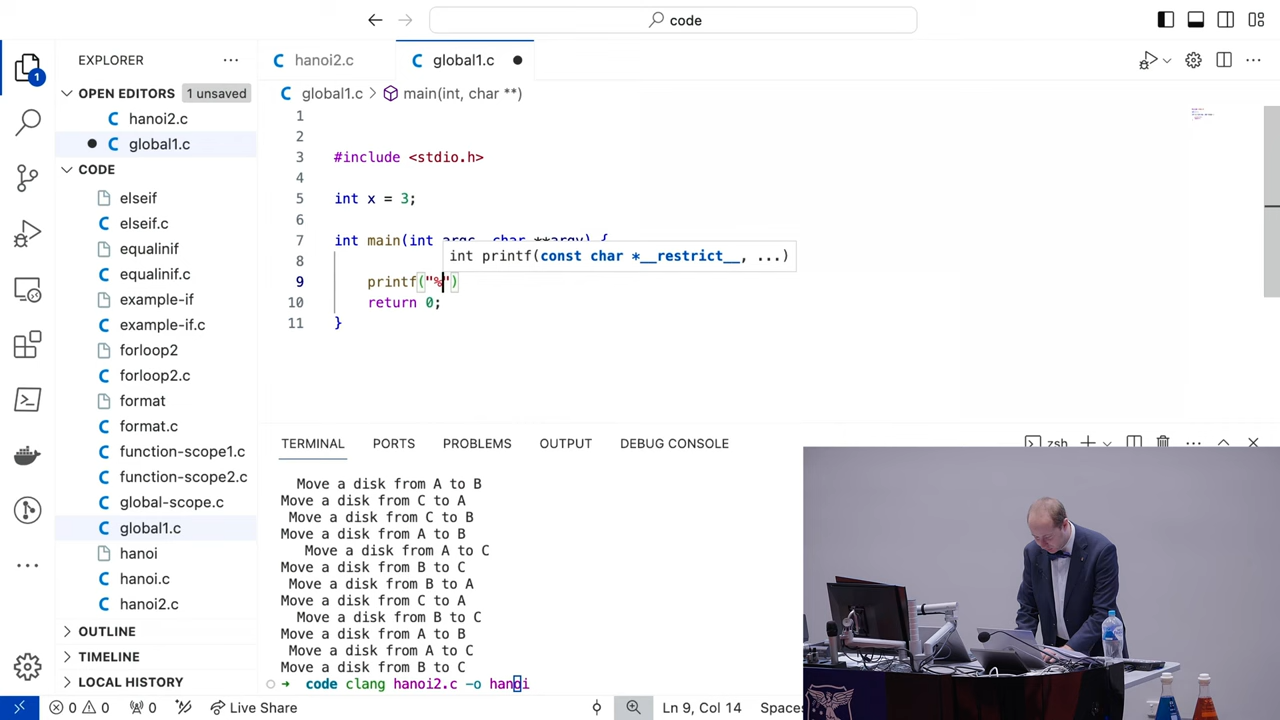 code
EXPLORER
hanoi2.c
global1.c
OPEN EDITORS 1 unsaved
hanoi2.c
global1.c
CODE
elseif
elseif.c
equalinif
equalinif.c
example-if
example-if.c
forloop2
forloop2.c
format
format.c
function-scope1.c
function-scope2.c
global-scope.c
global1.c
hanoi
hanoi.c
hanoi2.c
OUTLINE
TIMELINE
LOCAL HISTORY
1
global1.c > main(int, char **)
1
2
3 #include <stdio.h>
4
5 int x = 3;
6
7 int main(int argc, char **argv) {
int printf(const char *__restrict__, ...)
8
9 printf("%")
10 return 0;
11 }
TERMINAL PORTS PROBLEMS OUTPUT DEBUG CONSOLE
zsh
Move a disk from A to B
Move a disk from C to A
Move a disk from C to B
Move a disk from A to B
Move a disk from A to C
Move a disk from B to C
Move a disk from B to A
Move a disk from C to A
Move a disk from B to C
Move a disk from A to B
Move a disk from A to C
Move a disk from B to C
code clang hanoi2.c -o hanoi
0 0 0 Live Share
Ln 9, Col 14 Spaces